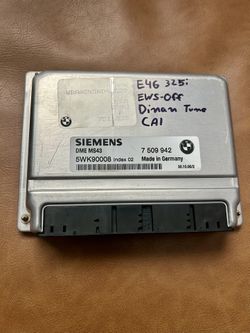 E46 325i
EWS-OFF
Dinan Tune
CAI
SIEMENS
DME MS43
7 509 942
5WK90008 Index 02
Made in Germany